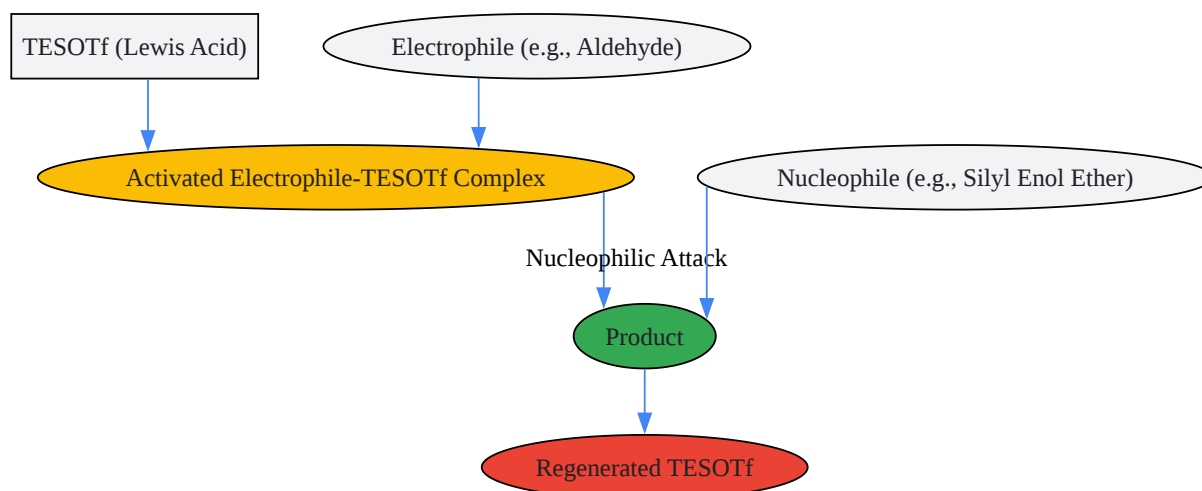 TESOTf (Lewis Acid)
Electrophile (e.g., Aldehyde)
Activated Electrophile-TESOTf Complex
Nucleophile (e.g., Silyl Enol Ether)
Nucleophilic Attack
Product
Regenerated TESOTf